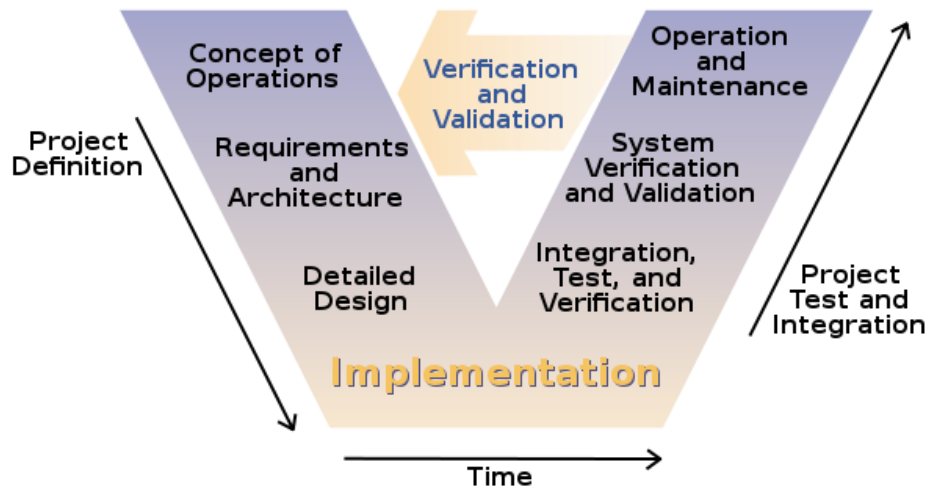 Concept of
Operations
Verification
and
Validation
Operation
and
Maintenance
Project
Definition
Requirements
and
Architecture
System
Verification
and Validation
Detailed
Design
Integration,
Test, and
Verification
Project
Test and
Integration
Implementation
Time